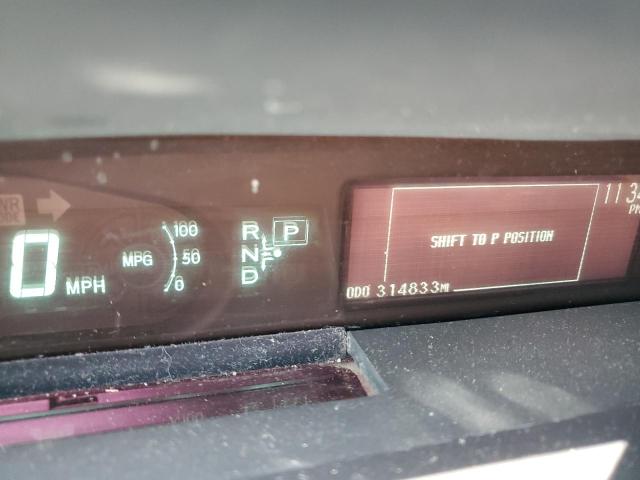 0 MPH
MPG
100
50
0
R P
N
D
SHIFT TO P POSITION
ODO 314833MI